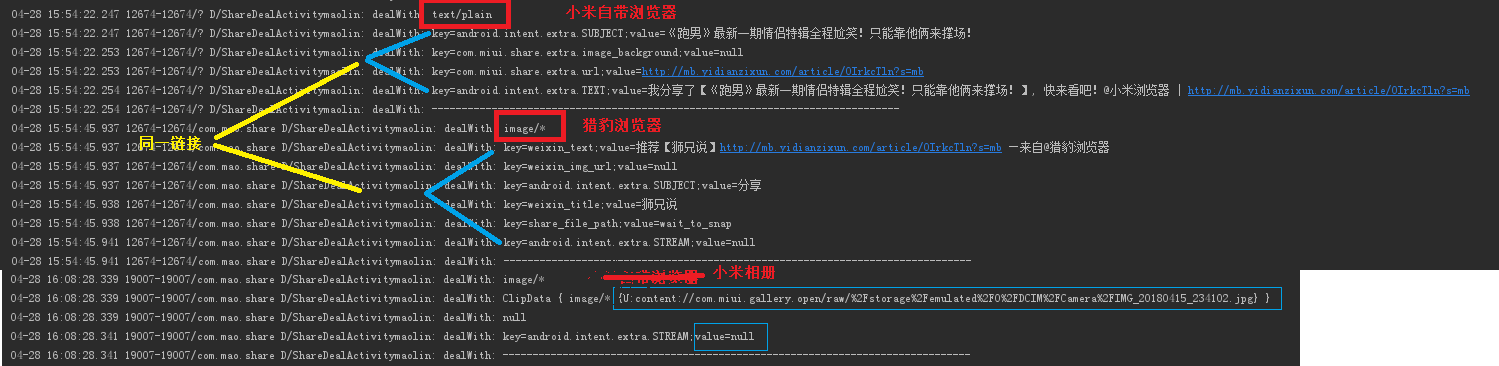 04-28 15:54:22.247 12674-12674/? D/ShareDealActivitymaolin: dealWith: text/plain 小米自带浏览器
04-28 15:54:22.247 12674-12674/? D/ShareDealActivitymaolin: dealWith: key=android.intent.extra.SUBJECT;value=《跑男》最新一期情侣特辑全程尬笑！只能靠他俩来撑场！
04-28 15:54:22.253 12674-12674/? D/ShareDealActivitymaolin: dealWith: key=com.miui.share.extra.image_background;value=null
04-28 15:54:22.253 12674-12674/? D/ShareDealActivitymaolin: dealWith: key=com.miui.share.extra.url;value=http://mb.yidianzixun.com/article/0IrkcTln?s=mb
04-28 15:54:22.254 12674-12674/? D/ShareDealActivitymaolin: dealWith: key=android.intent.extra.TEXT;value=我分享了【《跑男》最新一期情侣特辑全程尬笑！只能靠他俩来撑场！】, 快来看吧！@小米浏览器 | http://mb.yidianzixun.com/article/0IrkcTln?s=mb
04-28 15:54:22.254 12674-12674/? D/ShareDealActivitymaolin: dealWith: ------------------------------------------------------------------------------
04-28 15:54:45.937 12674-12674/com.mao.share D/ShareDealActivitymaolin: dealWith: image/* 猎豹浏览器
同一链接
04-28 15:54:45.937 12674-12674/com.mao.share D/ShareDealActivitymaolin: dealWith: key=weixin_text;value=推荐【狮兄说】http://mb.yidianzixun.com/article/0IrkcTln?s=mb —来自@猎豹浏览器
04-28 15:54:45.937 12674-12674/com.mao.share D/ShareDealActivitymaolin: dealWith: key=weixin_img_url;value=null
04-28 15:54:45.937 12674-12674/com.mao.share D/ShareDealActivitymaolin: dealWith: key=android.intent.extra.SUBJECT;value=分享
04-28 15:54:45.938 12674-12674/com.mao.share D/ShareDealActivitymaolin: dealWith: key=weixin_title;value=狮兄说
04-28 15:54:45.938 12674-12674/com.mao.share D/ShareDealActivitymaolin: dealWith: key=share_file_path;value=wait_to_snap
04-28 15:54:45.941 12674-12674/com.mao.share D/ShareDealActivitymaolin: dealWith: key=android.intent.extra.STREAM;value=null
04-28 15:54:45.941 12674-12674/com.mao.share D/ShareDealActivitymaolin: dealWith: ------------------------------------------------------------------------------
04-28 16:08:28.339 19007-19007/com.mao.share D/ShareDealActivitymaolin: dealWith: image/* 小米相册
04-28 16:08:28.339 19007-19007/com.mao.share D/ShareDealActivitymaolin: dealWith: ClipData { image/* {U:content://com.miui.gallery.open/raw/%2Fstorage%2Femulated%2F0%2FDCIM%2FCamera%2FIMG_20180415_234102.jpg} }
04-28 16:08:28.339 19007-19007/com.mao.share D/ShareDealActivitymaolin: dealWith: null
04-28 16:08:28.341 19007-19007/com.mao.share D/ShareDealActivitymaolin: dealWith: key=android.intent.extra.STREAM;value=null
04-28 16:08:28.341 19007-19007/com.mao.share D/ShareDealActivitymaolin: dealWith: ------------------------------------------------------------------------------